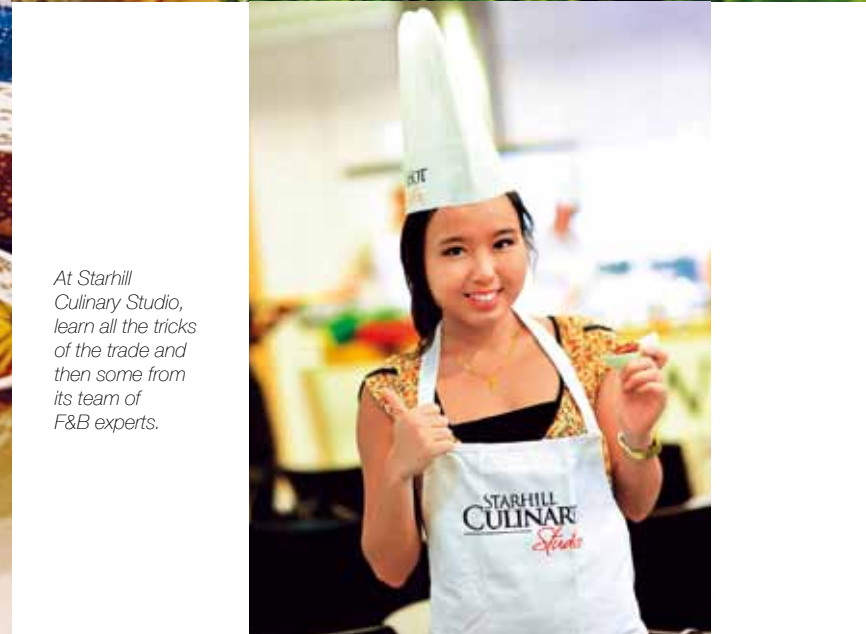 At Starhill
Culinary Studio,
learn all the tricks
of the trade and
then some from
its team of
F&B experts.
STARHILL
CULINARY
Studio